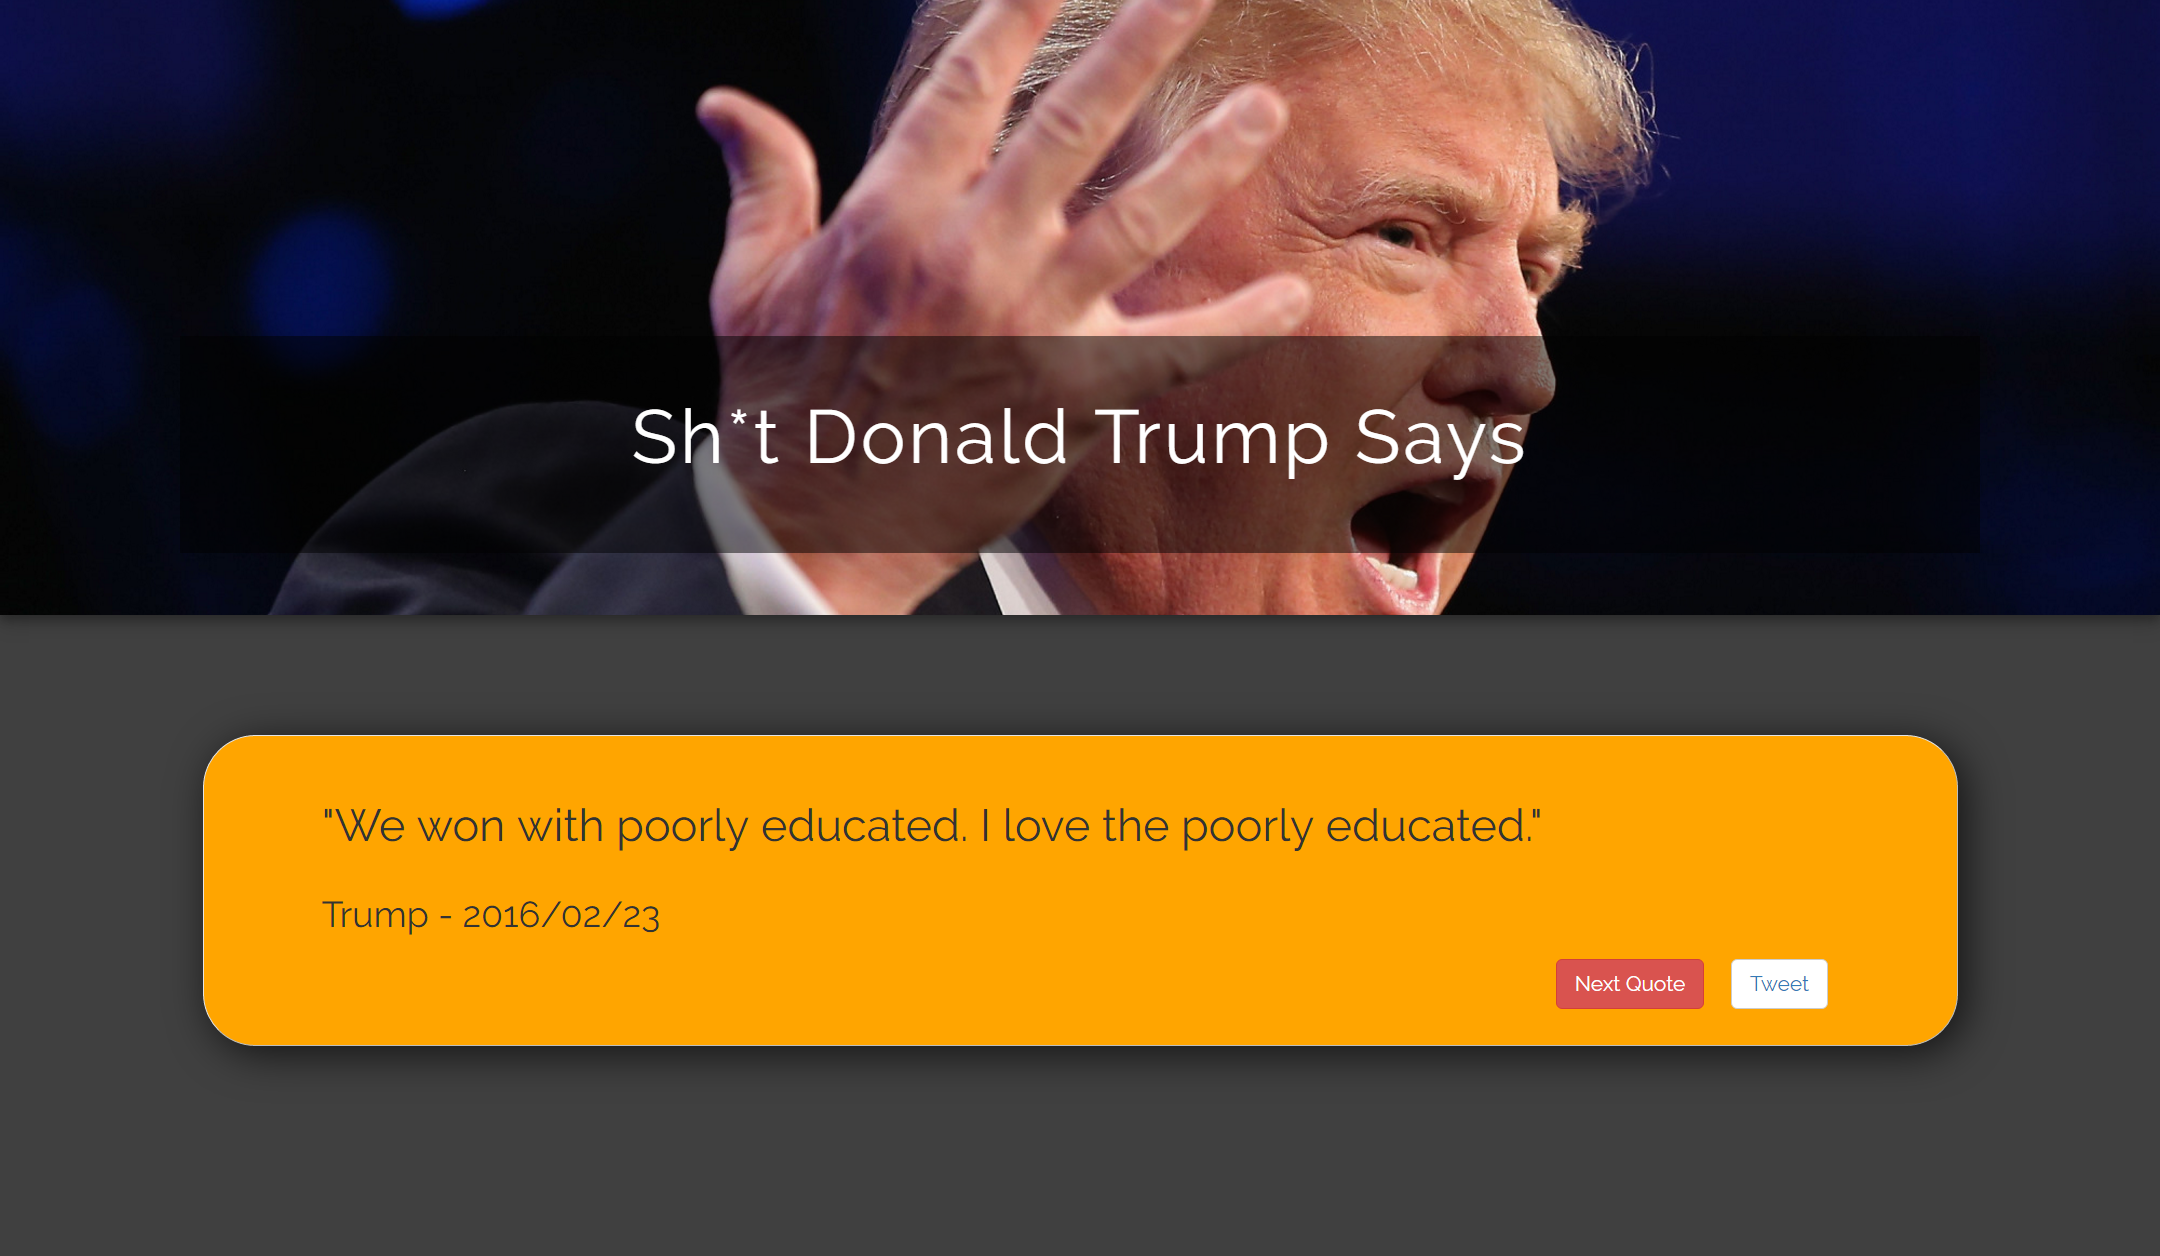 Sh*t Donald Trump Says
"We won with poorly educated. I love the poorly educated."
Trump - 2016/02/23
Next Quote
Tweet